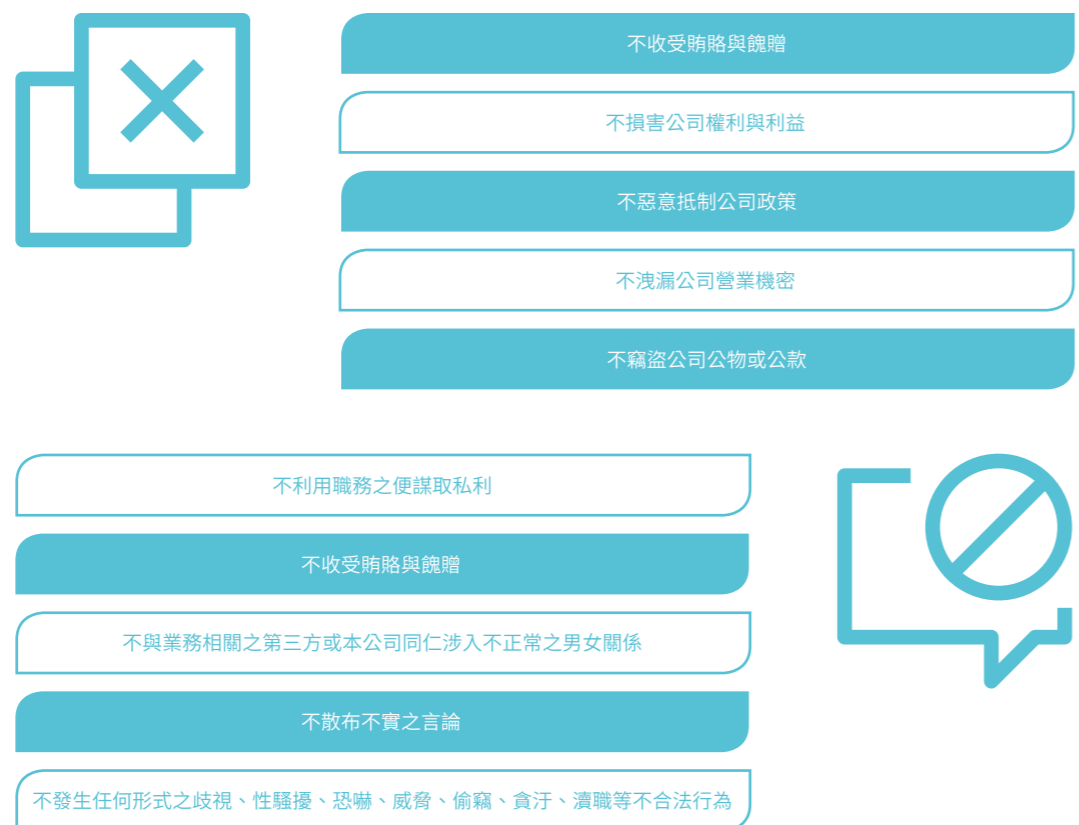 不收受賄賂與餽贈
不損害公司權利與利益
不惡意抵制公司政策
不洩漏公司營業機密
不竊盜公司公物或公款
不利用職務之便謀取私利
不收受賄賂與餽贈
不與業務相關之第三方或本公司同仁涉入不正常之男女關係
不散布不實之言論
不發生任何形式之歧視、性騷擾、恐嚇、威脅、偷竊、貪汙、瀆職等不合法行為